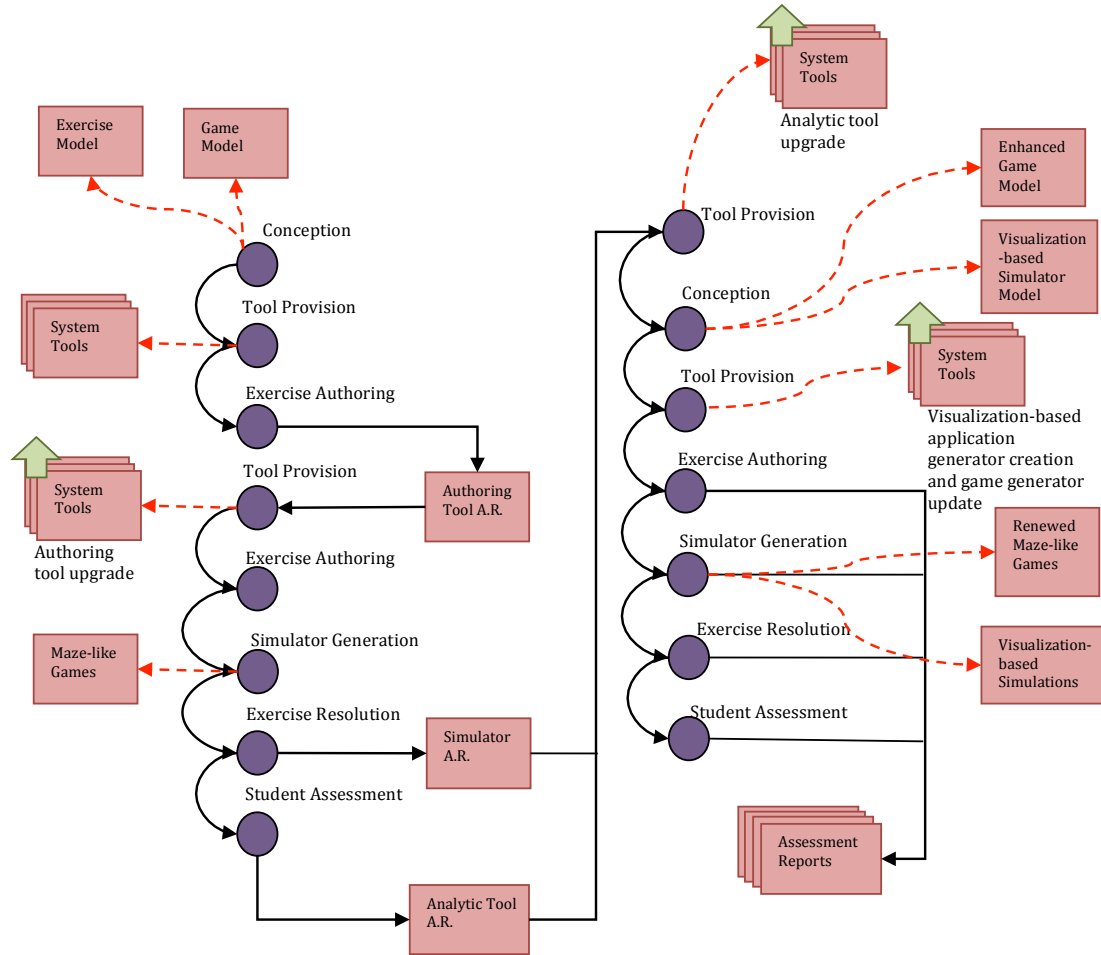 Exercise
Model
Game
Model
Conception
Tool Provision
System
Tools
Exercise Authoring
Tool Provision
System
Tools
Authoring
tool upgrade
Authoring
Tool A.R.
Exercise Authoring
Simulator Generation
Maze-like
Games
Exercise Resolution
Simulator
A.R.
Student Assessment
Analytic Tool
A.R.
System
Tools
Analytic tool
upgrade
Tool Provision
Enhanced
Game
Model
Conception
Visualization
-based
Simulator
Model
Tool Provision
System
Tools
Visualization-based
application
generator creation
and game generator
update
Exercise Authoring
Simulator Generation
Renewed
Maze-like
Games
Exercise Resolution
Visualization-
based
Simulations
Student Assessment
Assessment
Reports